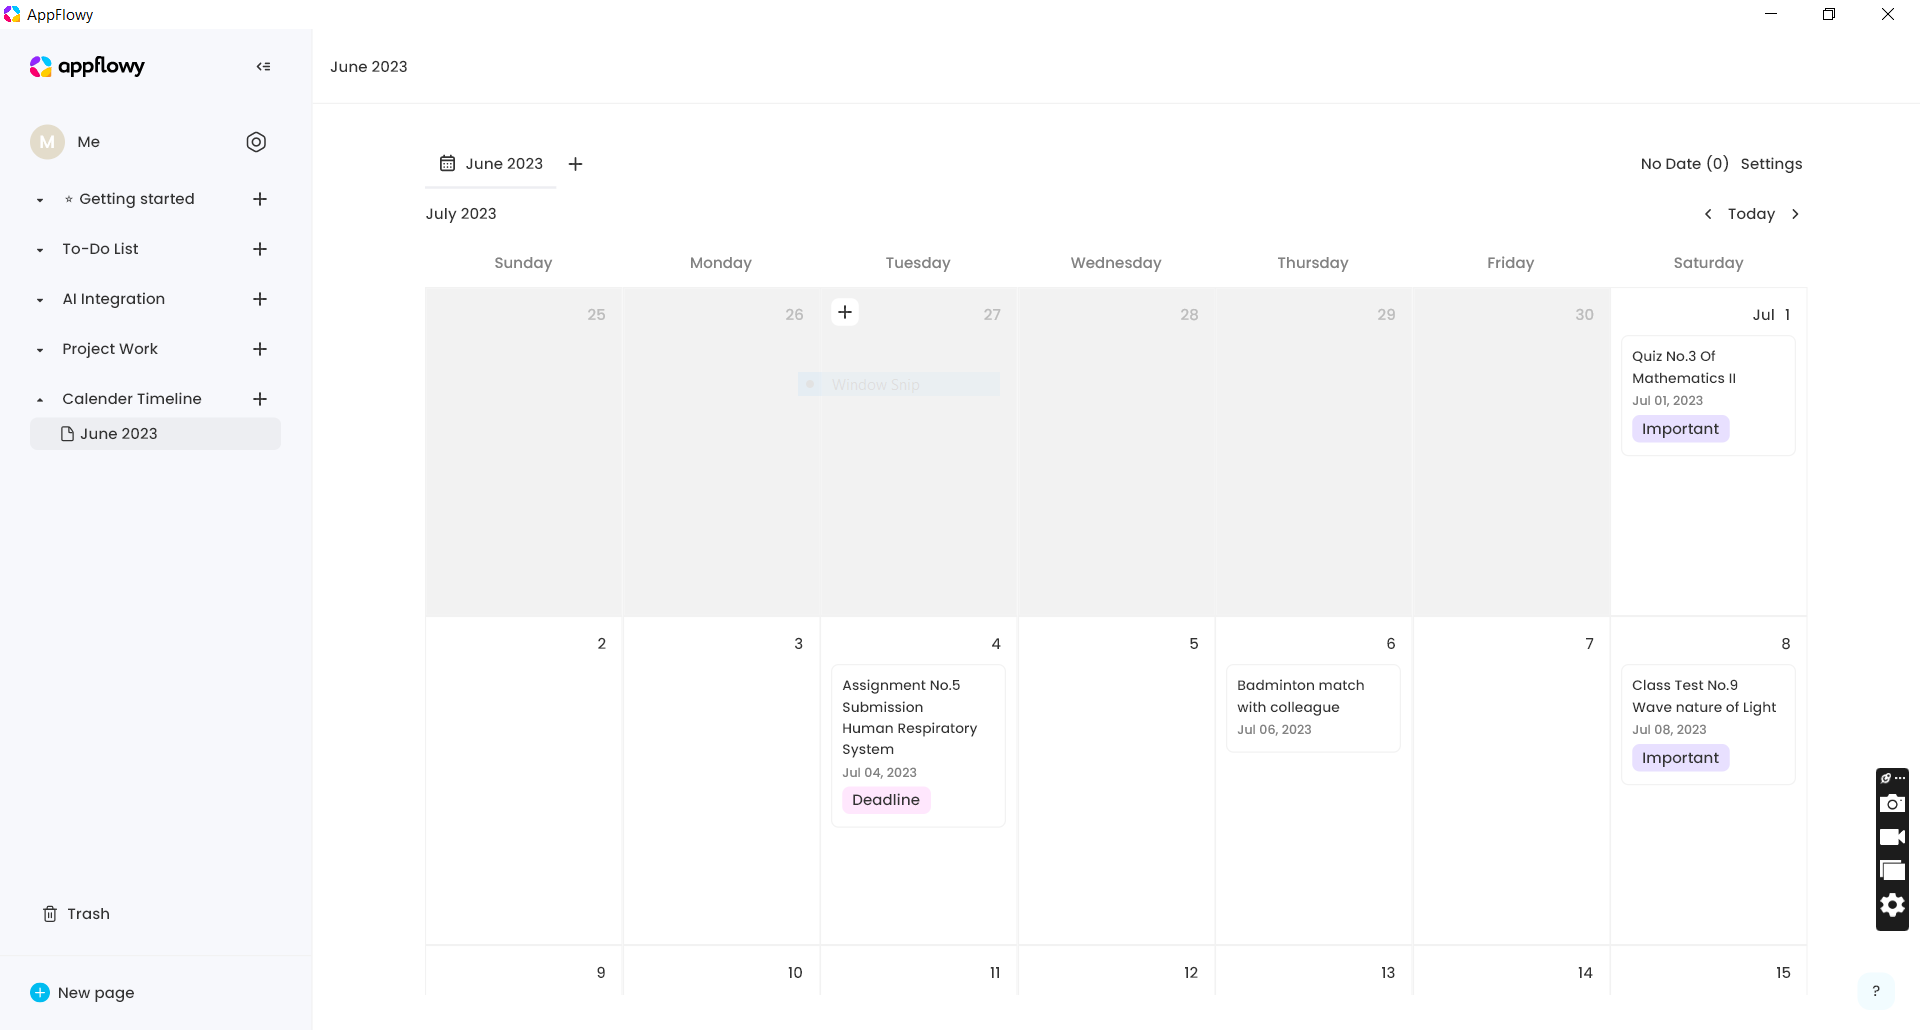 AppFlowy
appflowy
June 2023
M Me
Getting started
To-Do List
AI Integration
Project Work
Calender Timeline
June 2023
Trash
New page
June 2023
No Date (0) Settings
July 2023
Today
Sunday Monday Tuesday Wednesday Thursday Friday Saturday
25 26 27 28 29 30 Jul 1
Window Snip
Quiz No.3 Of
Mathematics II
Jul 01, 2023
Important
2 3 4 5 6 7 8
Assignment No.5
Submission
Human Respiratory
System
Jul 04, 2023
Deadline
Badminton match
with colleague
Jul 06, 2023
Class Test No.9
Wave nature of Light
Jul 08, 2023
Important
9 10 11 12 13 14 15
?